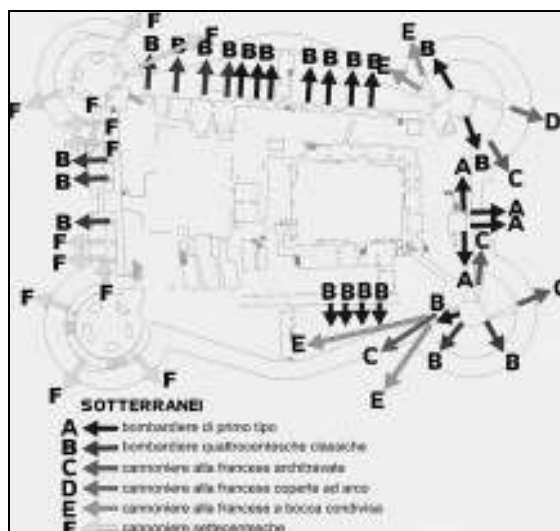 F
F
B B B B B B B B B B B
E
E B
F
F
D
F
F
F
B
B
B
A B
C
A
A
C
A
B
F
F
F
F
B B B B
B
C
E
C
B
B
E
F
F
F
SOTTERRANEI
A bombardiere di primo tipo
B bombardiere quattrocentesche classiche
C cannoniere alla francese architravate
D cannoniere alla francese coperte ad arco
E cannoniere alla francese a bocca condivisa
F cannoniere settecentesche